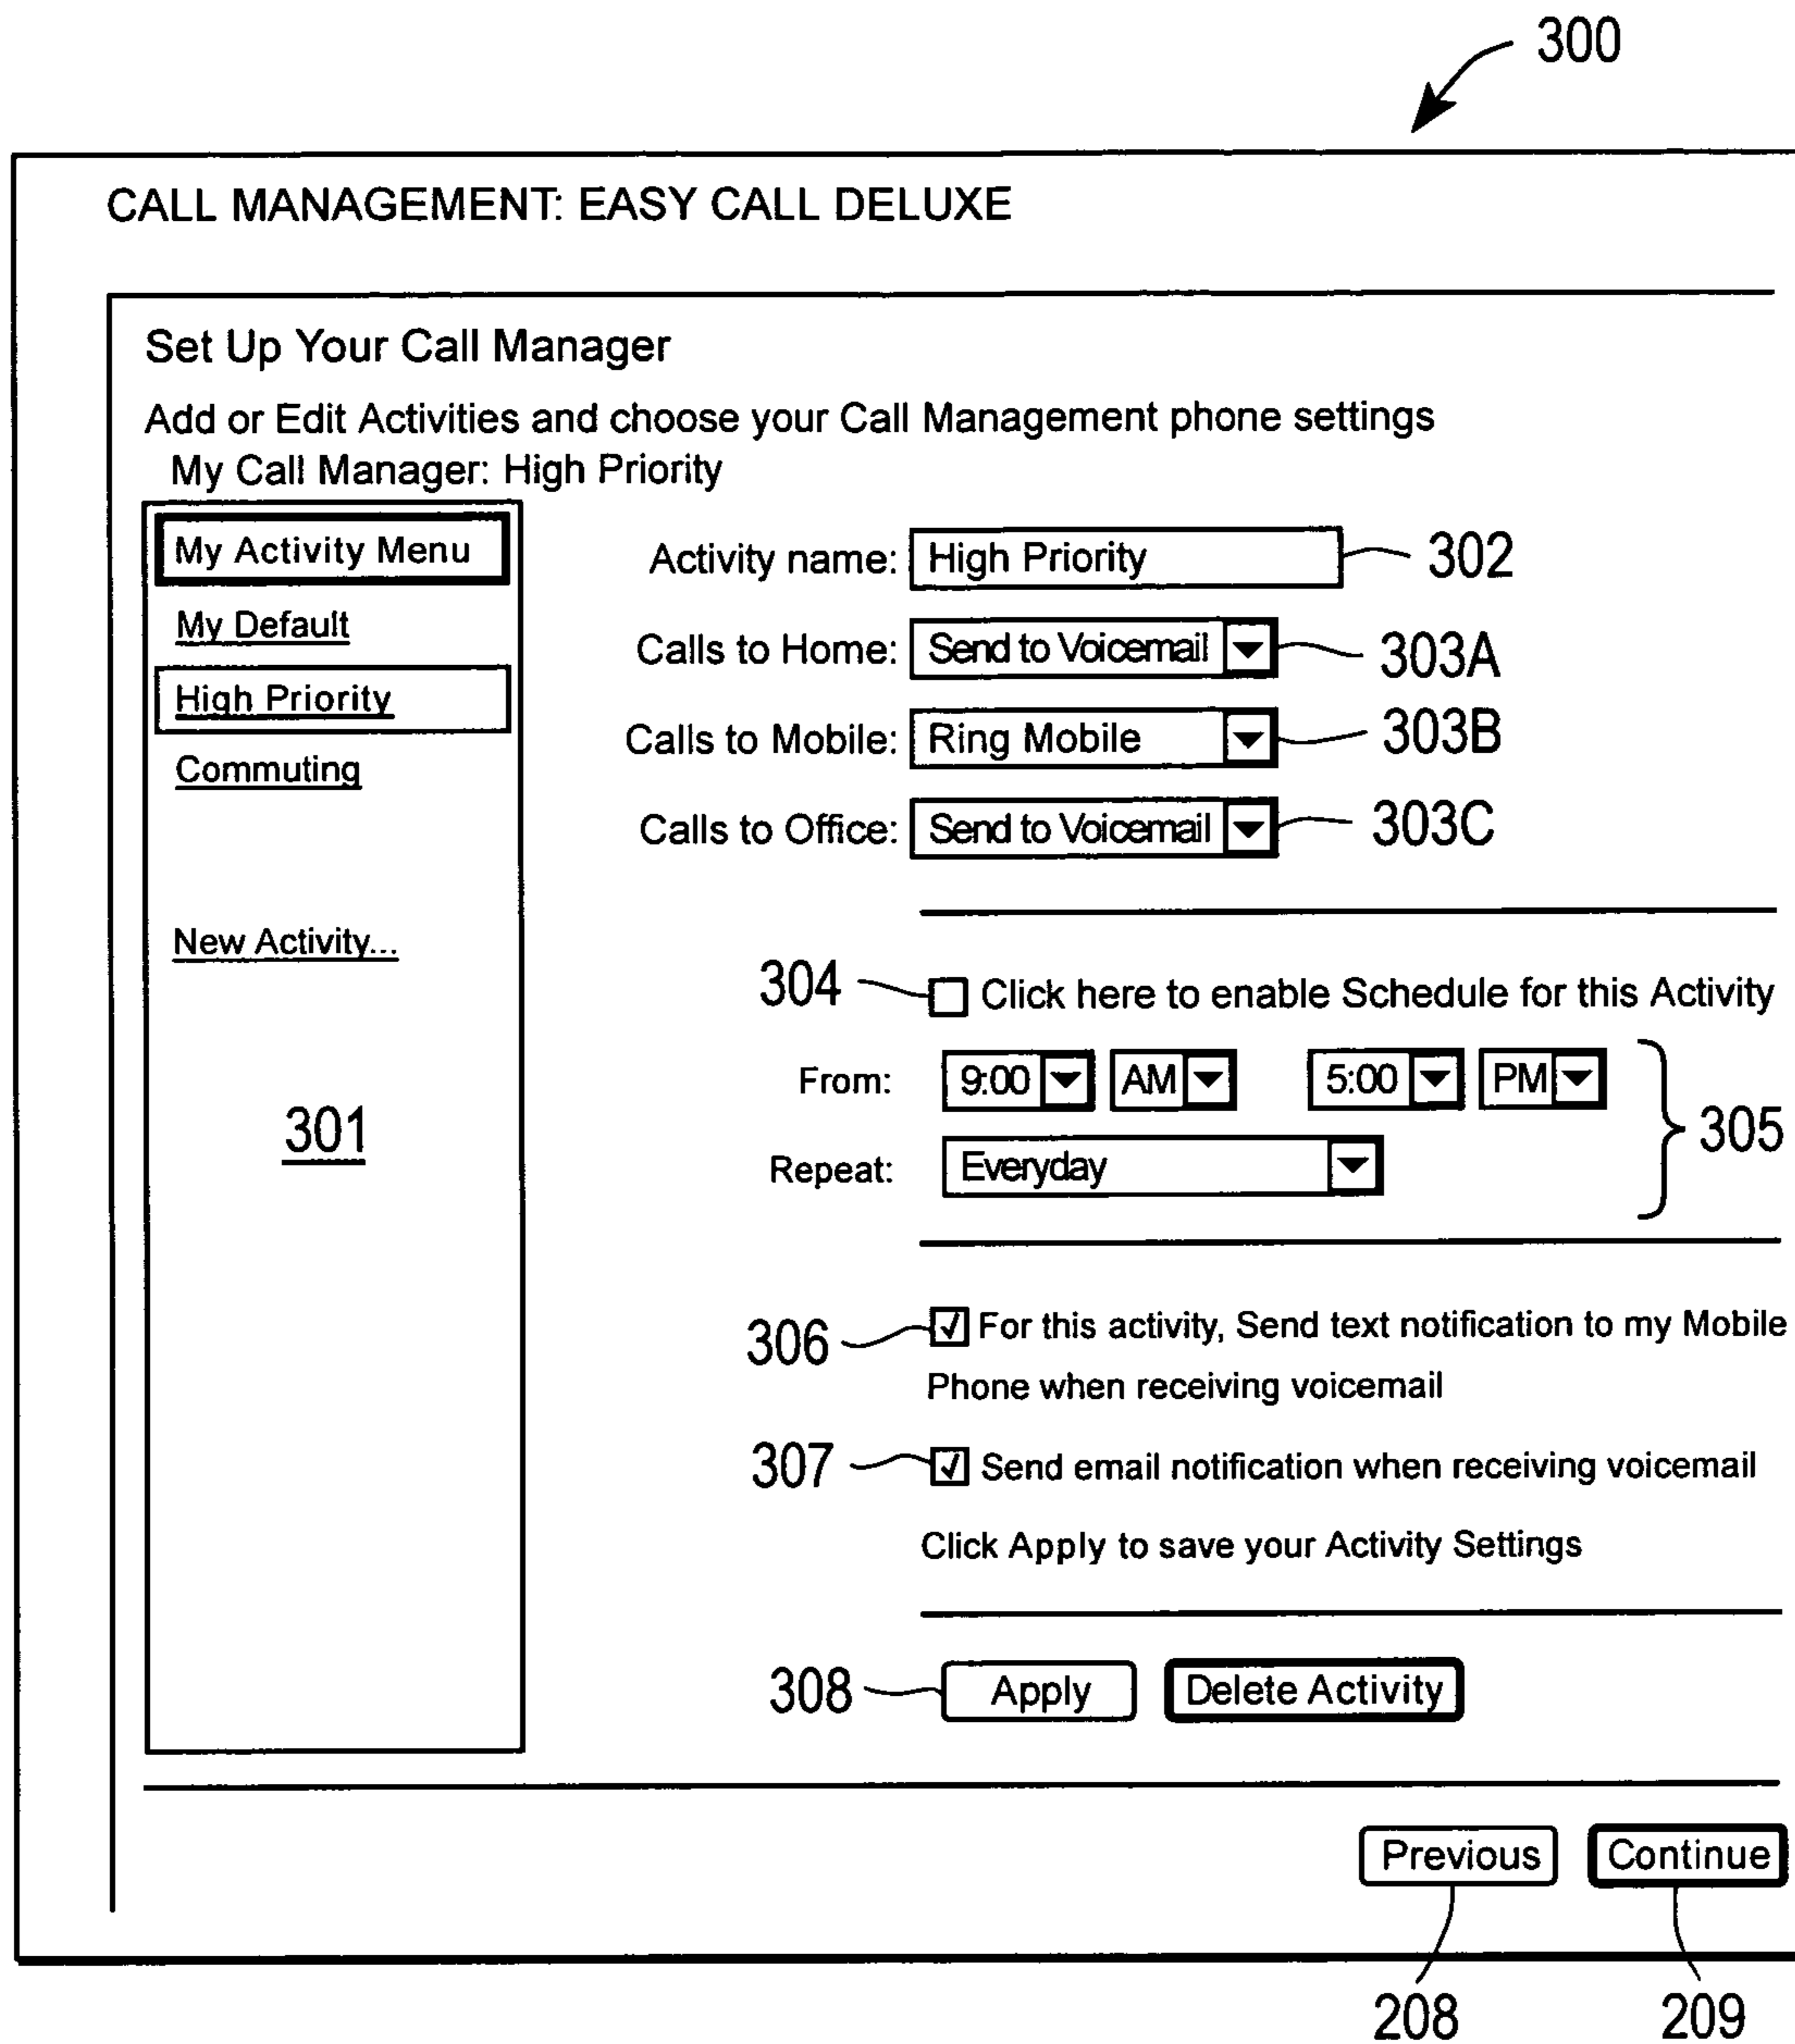 300
CALL MANAGEMENT: EASY CALL DELUXE
Set Up Your Call Manager
Add or Edit Activities and choose your Call Management phone settings
My Call Manager: High Priority
My Activity Menu
My Default
High Priority
Commuting
New Activity...
301
Activity name: High Priority 302
Calls to Home: Send to Voicemail 303A
Calls to Mobile: Ring Mobile 303B
Calls to Office: Send to Voicemail 303C
304 Click here to enable Schedule for this Activity
From: 9:00 AM 5:00 PM
Repeat: Everyday
305
306 For this activity, Send text notification to my Mobile
Phone when receiving voicemail
307 Send email notification when receiving voicemail
Click Apply to save your Activity Settings
308 Apply Delete Activity
Previous Continue
208 209